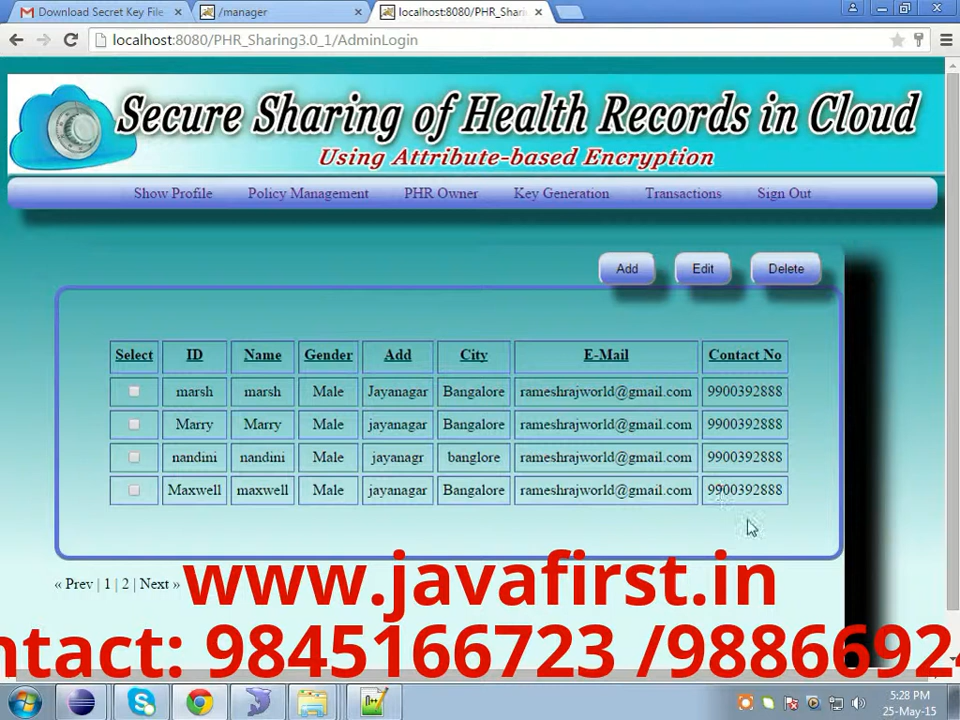 Download Secret Key File
/manager
localhost:8080/PHR_Shari
localhost:8080/PHR_Sharing3.0_1/AdminLogin
Secure Sharing of Health Records in Cloud
Using Attribute-based Encryption
Show Profile Policy Management PHR Owner Key Generation Transactions Sign Out
Add Edit Delete
Select ID Name Gender Add City E-Mail Contact No
marsh marsh Male Jayanagar Bangalore rameshrajworld@gmail.com 9900392888
Marry Marry Male jayanagar Bangalore rameshrajworld@gmail.com 9900392888
nandini nandini Male jayanagr banglore rameshrajworld@gmail.com 9900392888
Maxwell maxwell Male jayanagar Bangalore rameshrajworld@gmail.com 9900392888
« Prev | 1 | 2 | Next »
www.javafirst.in
ntact: 9845166723 /9886692
5:28 PM
25-May-15